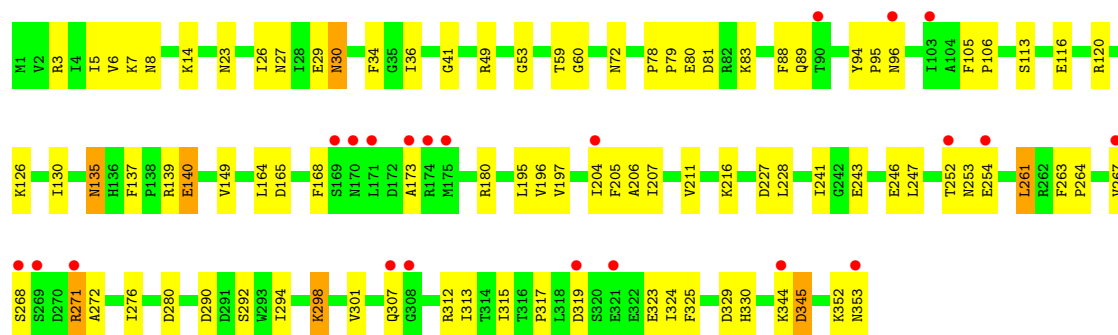 M1 V2 R3 I4 I5 V6 K7 N8 K14 N23 I26 N27 I28 E29 N30 F34 G35 I36 G41 R49 G53 T59 G60 N72 P78 P79 E80 D81 R82 K83 F88 Q89 T90 Y94 P95 N96 I103 A104 F105 P106 S113 E116 R120
K126 I130 N135 H136 F137 P138 R139 E140 V149 L164 D165 F168 S169 N170 L171 D172 A173 R174 M175 R180 L195 V196 V197 I204 F205 A206 I207 V211 K216 D227 L228 I241 G242 E243 E246 L247 T252 N253 E254 L261 R262 F263 P264 V267
S268 S269 D270 R271 A272 I276 D280 D290 D291 S292 W293 I294 K298 V301 Q307 G308 R312 I313 T314 I315 T316 P317 L318 D319 S320 E321 E322 E323 I324 F325 D329 H330 K344 D345 K352 N353